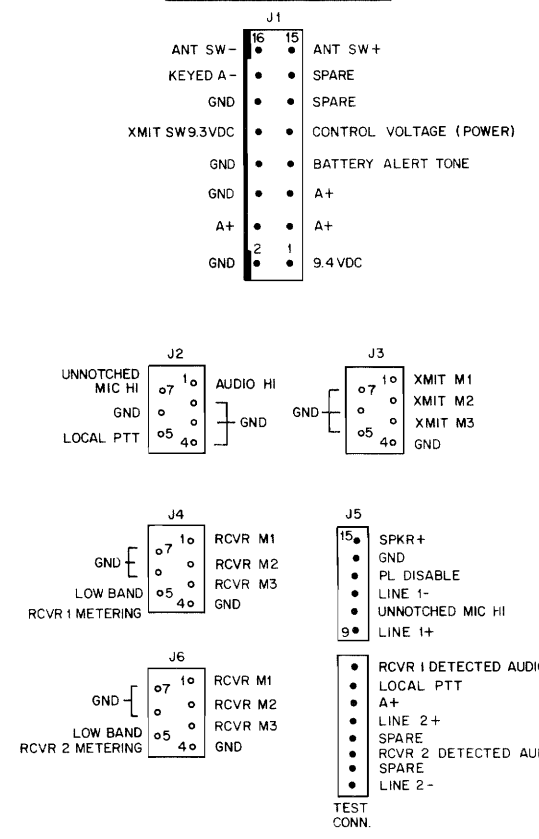 J1
16 15
ANT SW- ANT SW+
KEYED A- SPARE
GND SPARE
XMIT SW9.3VDC CONTROL VOLTAGE (POWER)
GND BATTERY ALERT TONE
GND A+
A+ A+
2 1
GND 9.4 VDC
J2
UNNOTCHED
MIC HI
GND
LOCAL PTT
7 1
5
4
AUDIO HI
GND
J3
GND
7 1
5
4
XMIT M1
XMIT M2
XMIT M3
GND
J4
GND
LOW BAND
RCVR 1 METERING
7 1
5
4
RCVR M1
RCVR M2
RCVR M3
GND
J5
15 SPKR+
GND
PL DISABLE
LINE 1-
UNNOTCHED MIC HI
9 LINE 1+
J6
GND
LOW BAND
RCVR 2 METERING
7 1
5
4
RCVR M1
RCVR M2
RCVR M3
GND
RCVR 1 DETECTED AUDIO
LOCAL PTT
A+
LINE 2+
SPARE
RCVR 2 DETECTED AU
SPARE
LINE 2-
TEST
CONN.